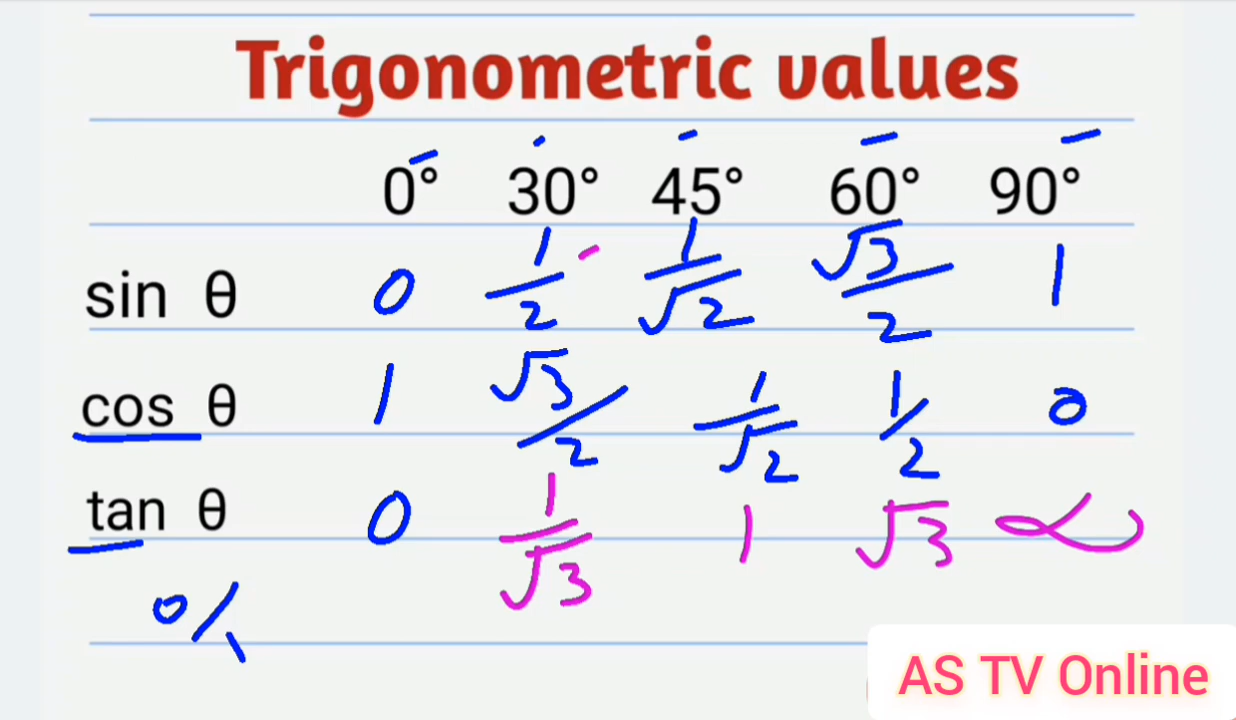 Trigonometric values
0° 30° 45° 60° 90°
sin θ 0 1/2 1/√2 √3/2 1
cos θ 1 √3/2 1/√2 1/2 0
tan θ 0 1/√3 1 √3 ∝
0/1
AS TV Online